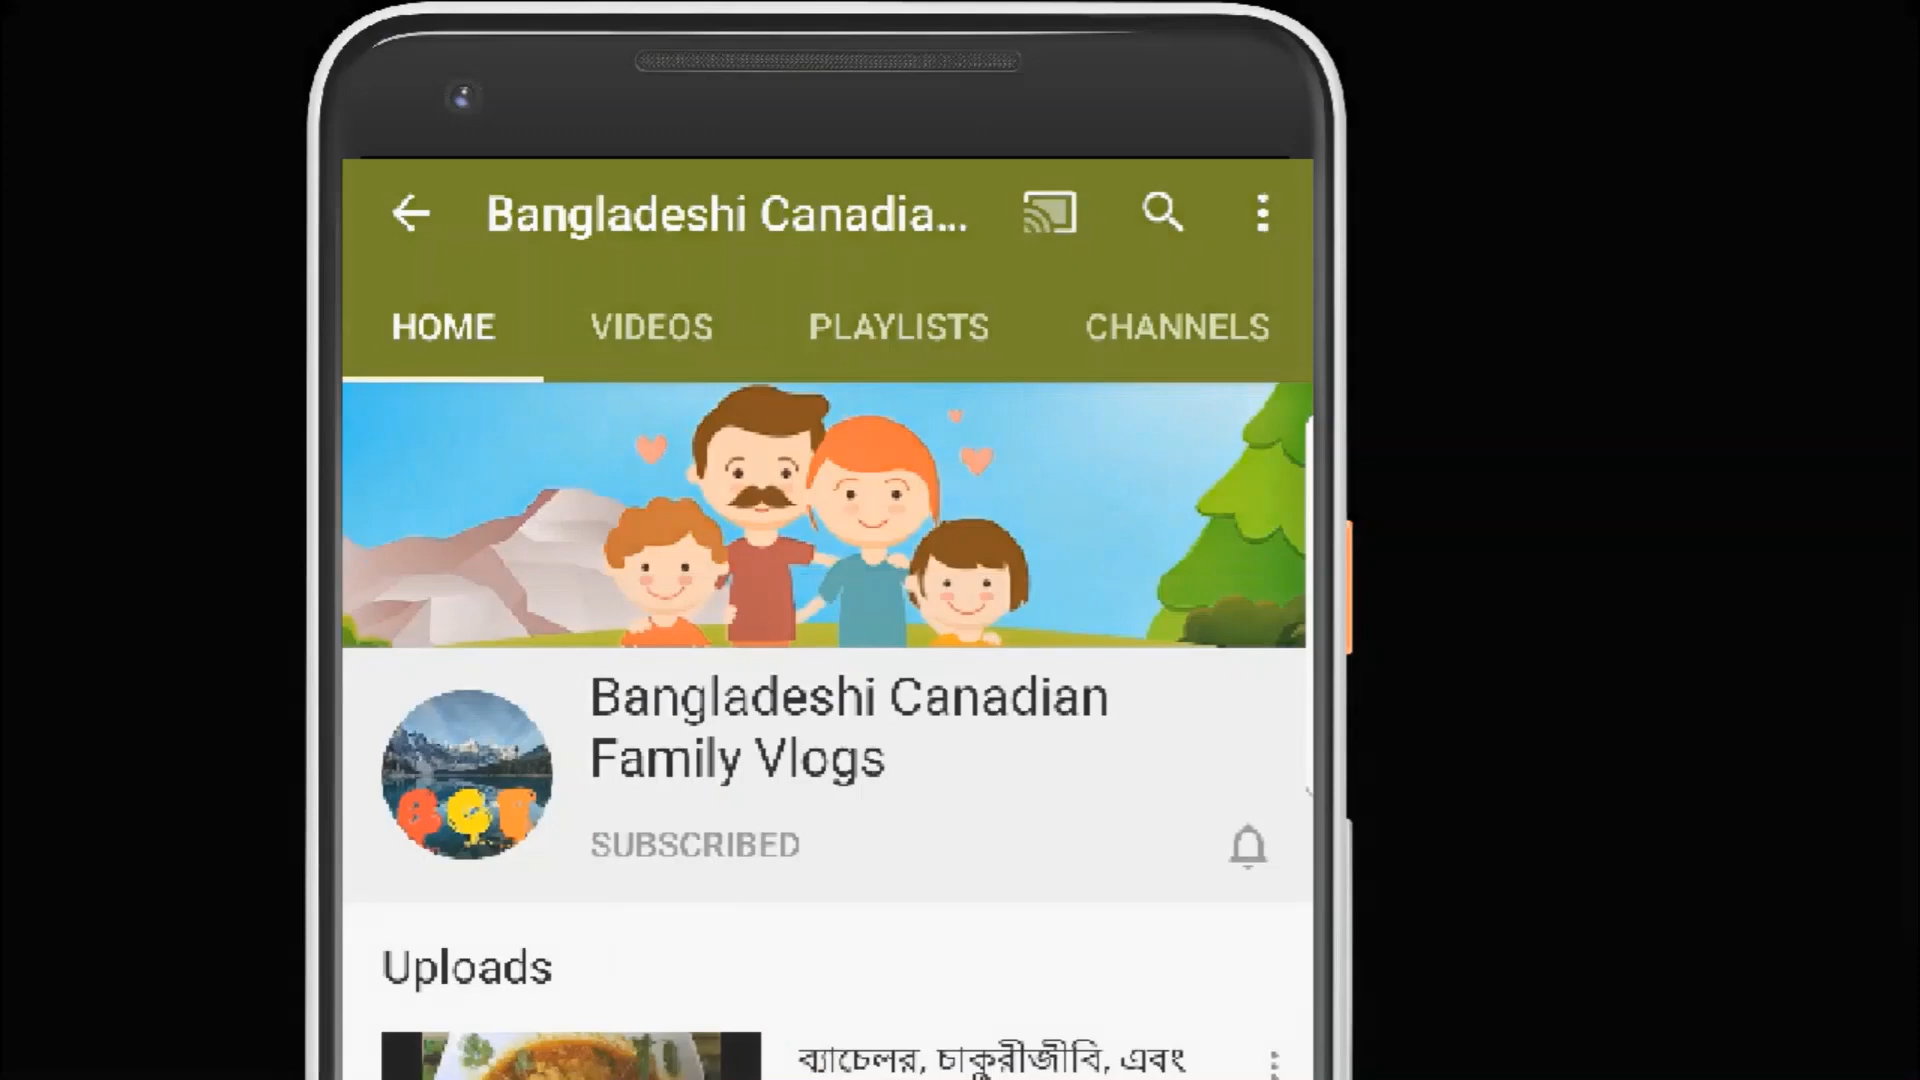 Bangladeshi Canadia...
HOME VIDEOS PLAYLISTS CHANNELS
Bangladeshi Canadian
Family Vlogs
SUBSCRIBED
Uploads
ব্যাচেলর, চাকুরীজীবি, এবং